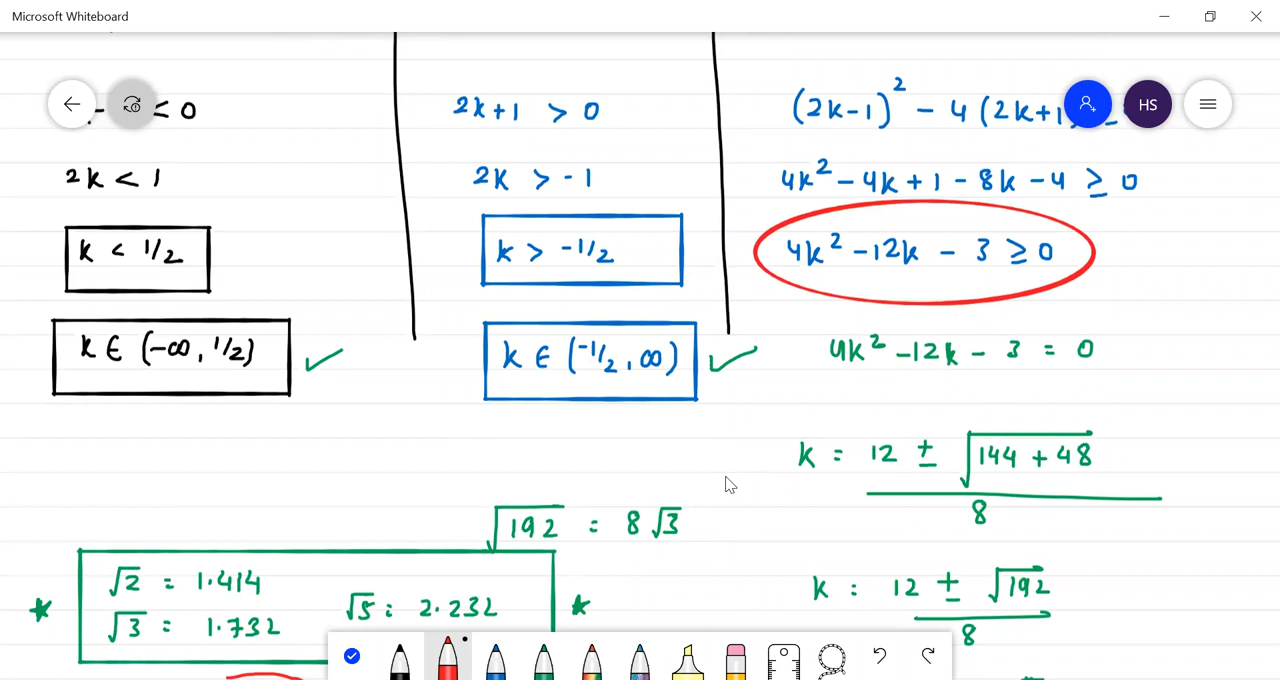 Microsoft Whiteboard
HS
< 0
2k < 1
k < 1/2
k ∈ (-∞, 1/2)
2k+1 > 0
2k > -1
k > -1/2
k ∈ (-1/2, ∞)
(2k-1)² - 4(2k+1
4k² - 4k + 1 - 8k - 4 ≥ 0
4k² - 12k - 3 ≥ 0
4k² - 12k - 3 = 0
k = 12 ± √144 + 48
8
k = 12 ± √192
8
√192 = 8√3
* √2 = 1.414
√3 = 1.732
√5 = 2.232 *